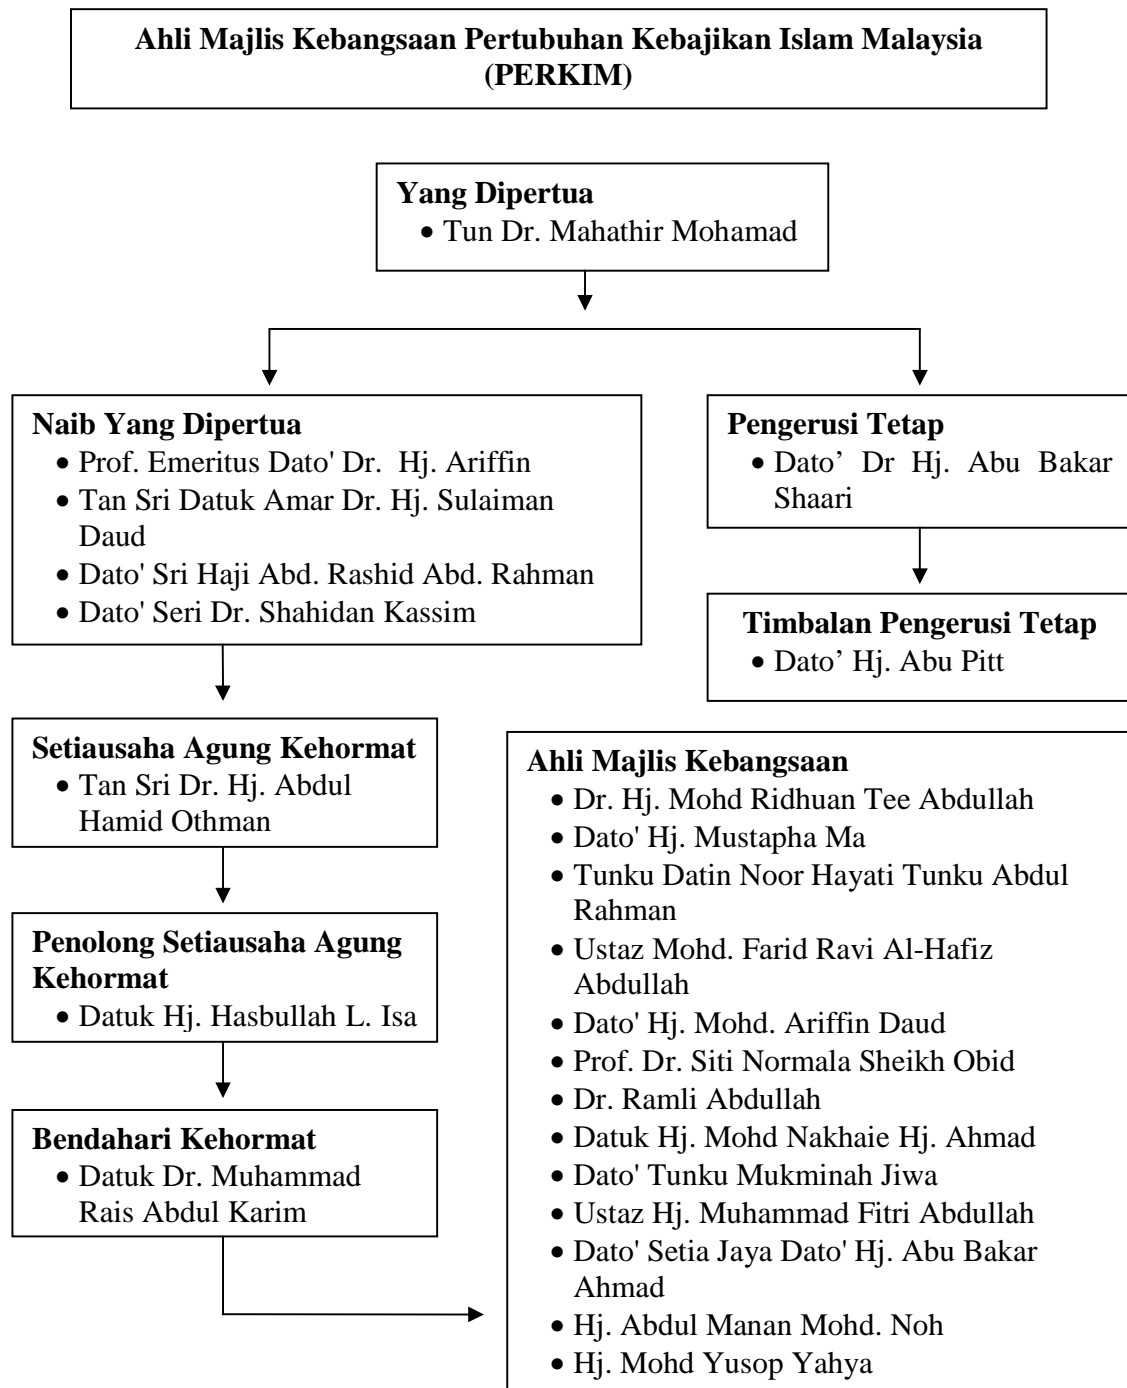 Ahli Majlis Kebangsaan Pertubuhan Kebajikan Islam Malaysia
(PERKIM)
Yang Dipertua
• Tun Dr. Mahathir Mohamad
Naib Yang Dipertua
• Prof. Emeritus Dato' Dr. Hj. Ariffin
• Tan Sri Datuk Amar Dr. Hj. Sulaiman
Daud
• Dato' Sri Haji Abd. Rashid Abd. Rahman
• Dato' Seri Dr. Shahidan Kassim
Pengerusi Tetap
• Dato’ Dr Hj. Abu Bakar
Shaari
Timbalan Pengerusi Tetap
• Dato’ Hj. Abu Pitt
Setiausaha Agung Kehormat
• Tan Sri Dr. Hj. Abdul
Hamid Othman
Penolong Setiausaha Agung
Kehormat
• Datuk Hj. Hasbullah L. Isa
Bendahari Kehormat
• Datuk Dr. Muhammad
Rais Abdul Karim
Ahli Majlis Kebangsaan
• Dr. Hj. Mohd Ridhuan Tee Abdullah
• Dato' Hj. Mustapha Ma
• Tunku Datin Noor Hayati Tunku Abdul
Rahman
• Ustaz Mohd. Farid Ravi Al-Hafiz
Abdullah
• Dato' Hj. Mohd. Ariffin Daud
• Prof. Dr. Siti Normala Sheikh Obid
• Dr. Ramli Abdullah
• Datuk Hj. Mohd Nakhaie Hj. Ahmad
• Dato' Tunku Mukminah Jiwa
• Ustaz Hj. Muhammad Fitri Abdullah
• Dato' Setia Jaya Dato' Hj. Abu Bakar
Ahmad
• Hj. Abdul Manan Mohd. Noh
• Hj. Mohd Yusop Yahya